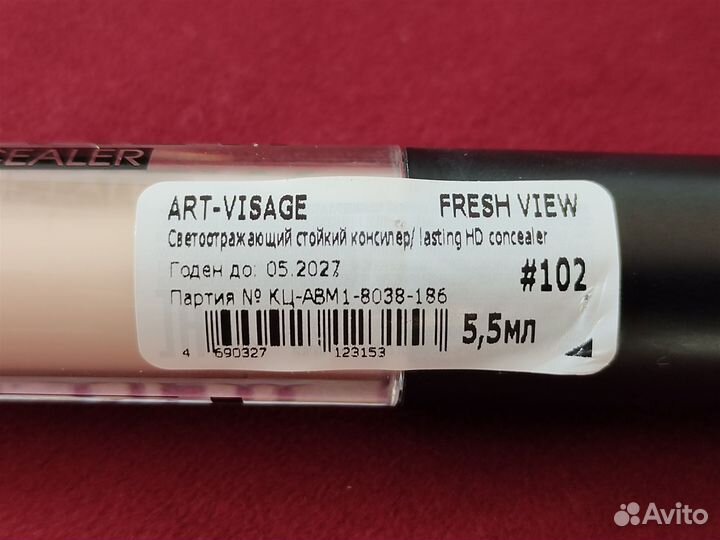 CEALER
ART-VISAGE FRESH VIEW
Светоотражающий стойкий консилер/ lasting HD concealer
Годен до: 05.2027
#102
Партия № КЦ-АВМ1-8038-186
5,5мл
4 690327 123153
Avito